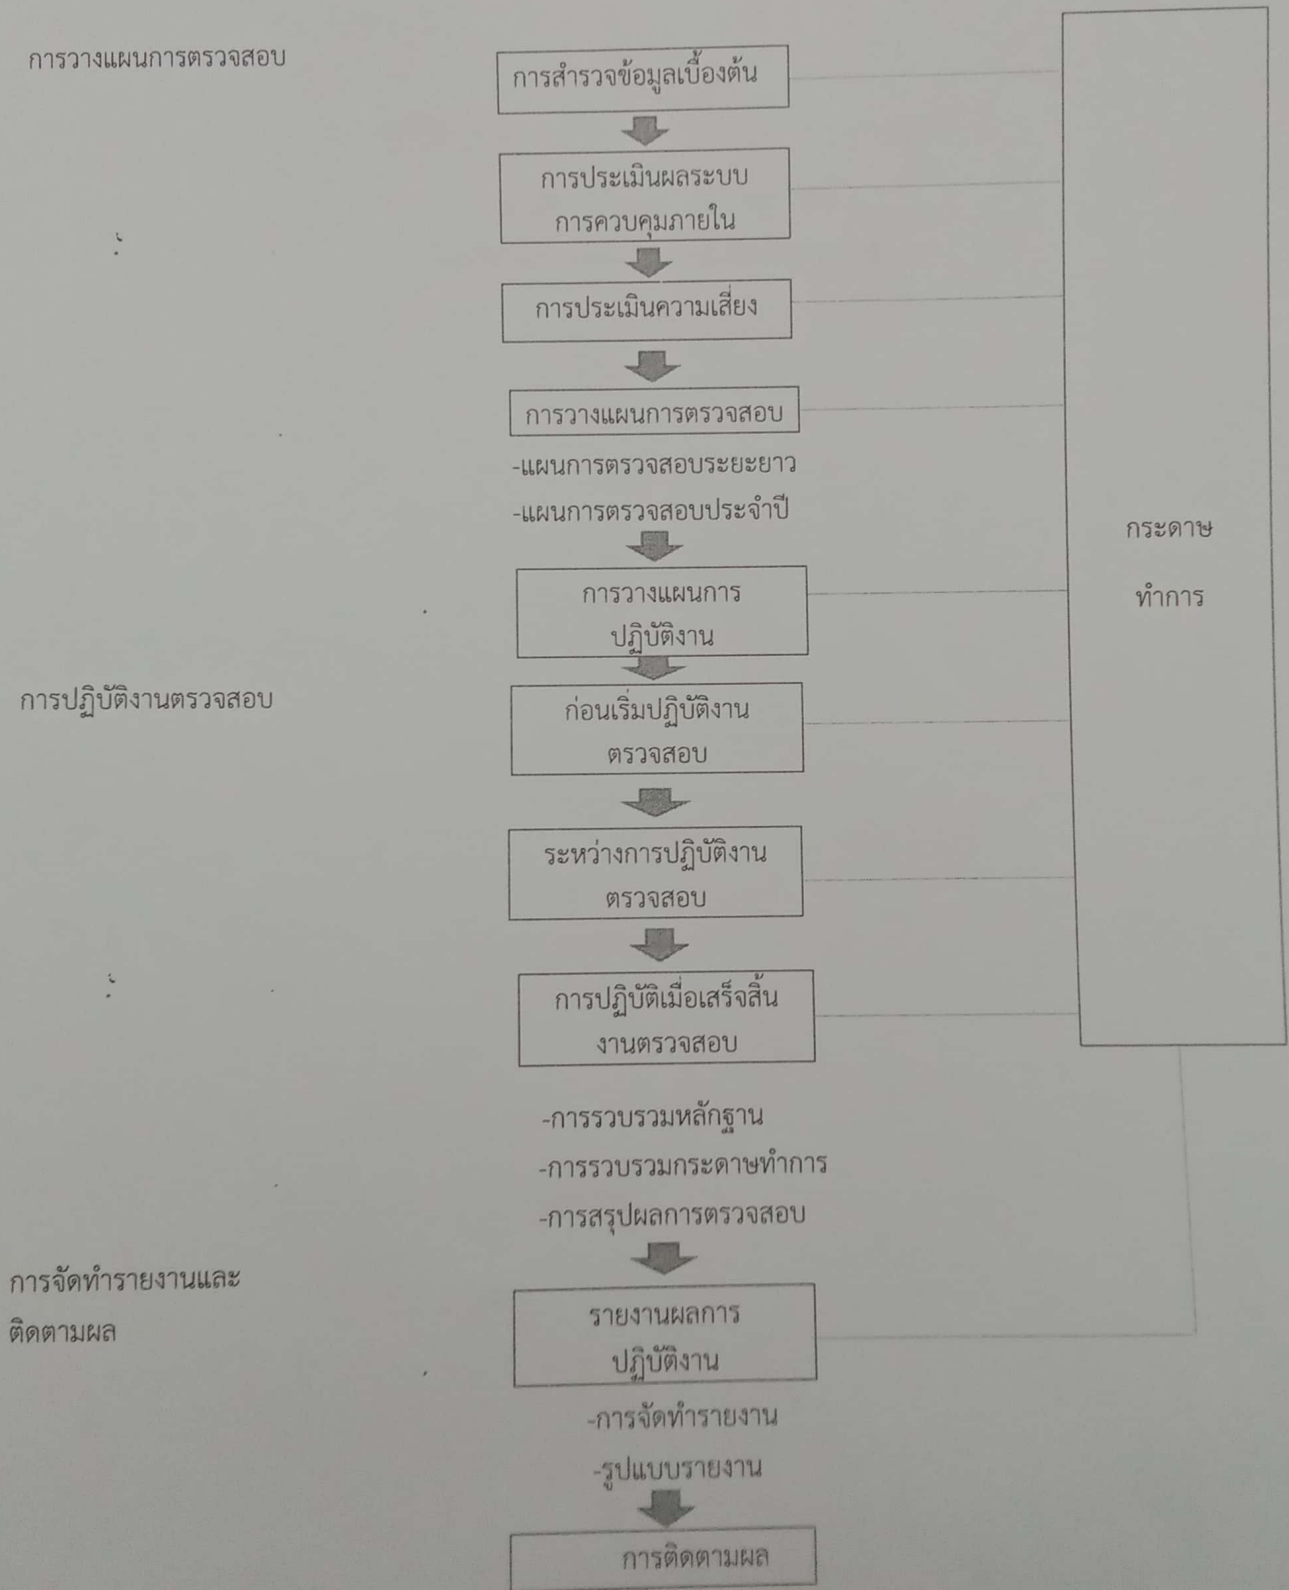 การวางแผนการตรวจสอบ
การสำรวจข้อมูลเบื้องต้น
การประเมินผลระบบ
การควบคุมภายใน
การประเมินความเสี่ยง
การวางแผนการตรวจสอบ
-แผนการตรวจสอบระยะยาว
-แผนการตรวจสอบประจำปี
กระดาษ
ทำการ
การวางแผนการ
ปฏิบัติงาน
การปฏิบัติงานตรวจสอบ
ก่อนเริ่มปฏิบัติงาน
ตรวจสอบ
ระหว่างการปฏิบัติงาน
ตรวจสอบ
การปฏิบัติเมื่อเสร็จสิ้น
งานตรวจสอบ
-การรวบรวมหลักฐาน
-การรวบรวมกระดาษทำการ
-การสรุปผลการตรวจสอบ
การจัดทำรายงานและ
ติดตามผล
รายงานผลการ
ปฏิบัติงาน
-การจัดทำรายงาน
-รูปแบบรายงาน
การติดตามผล